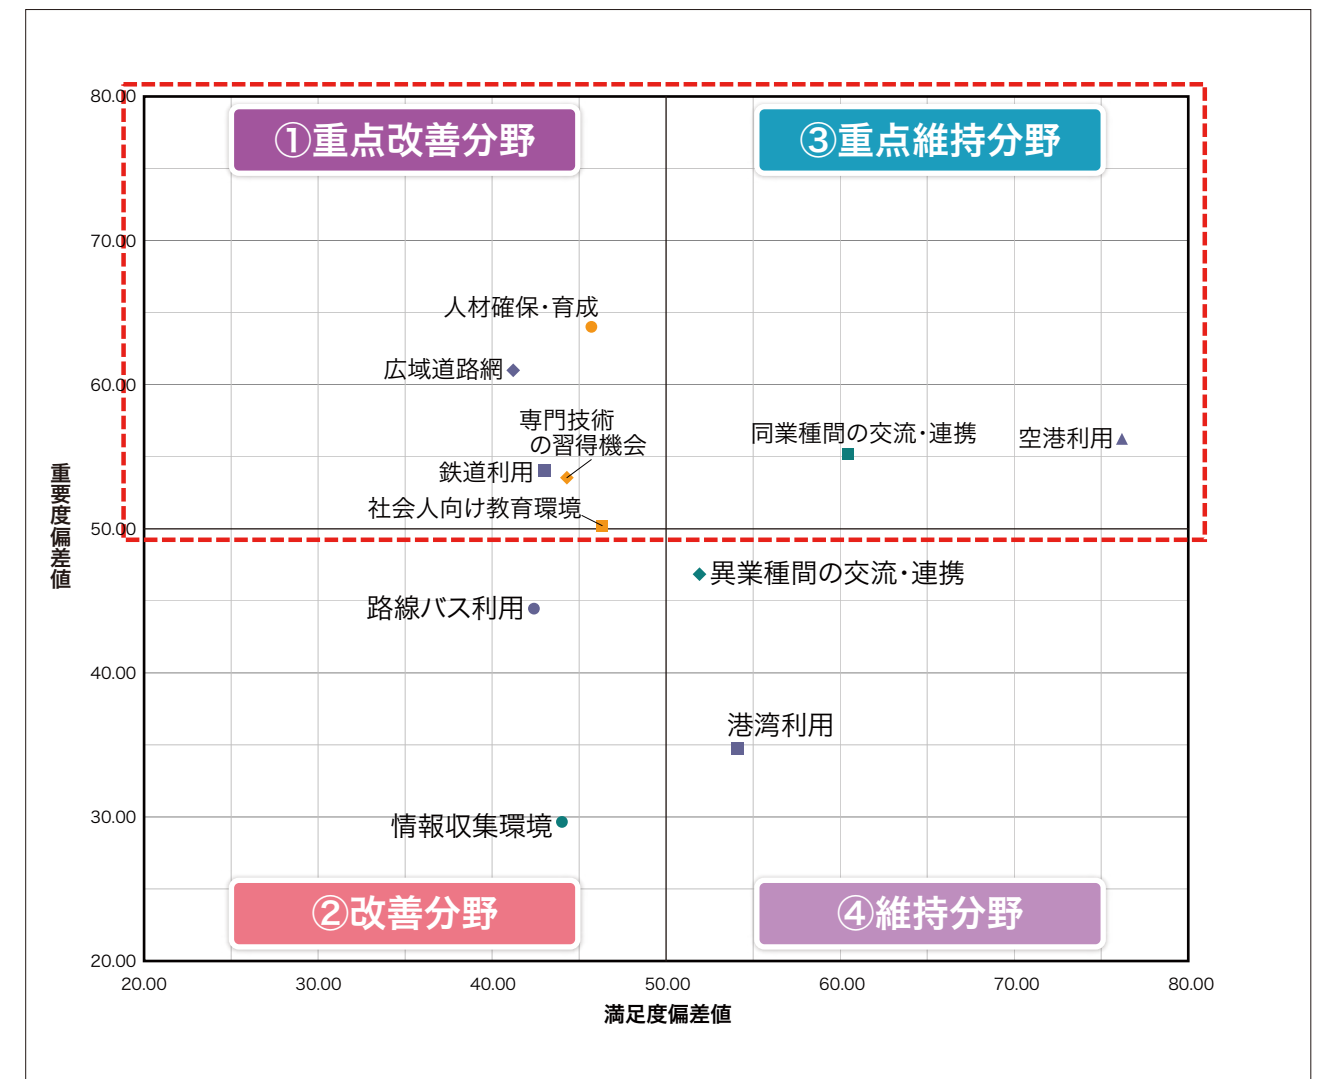 80.00
①重点改善分野
③重点維持分野
70.00
人材確保・育成
広域道路網
60.00
専門技術
の習得機会
同業種間の交流・連携
空港利用
鉄道利用
社会人向け教育環境
50.00
重要度偏差値
異業種間の交流・連携
路線バス利用
40.00
港湾利用
30.00
情報収集環境
②改善分野
④維持分野
20.00
20.00
30.00
40.00
50.00
60.00
70.00
80.00
満足度偏差値